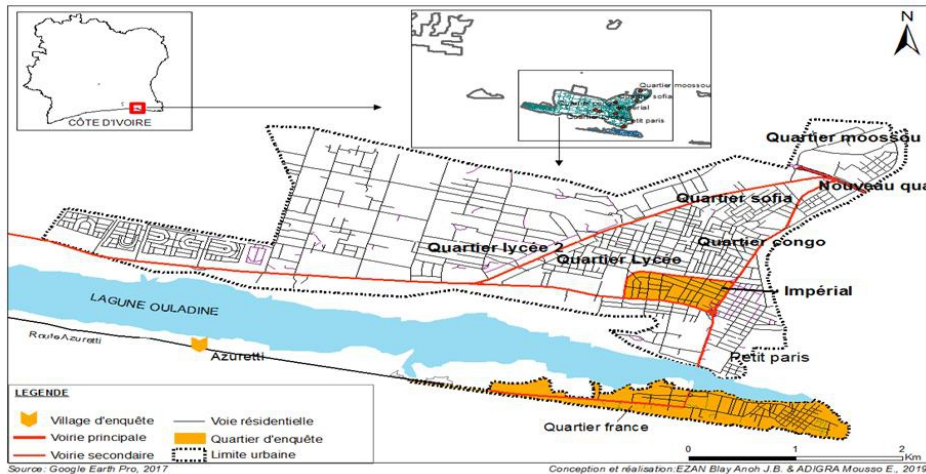 CÔTE D'IVOIRE
Quartier moossou
Quartier sofia
Impérial
Petit paris
N
Quartier moossou
Nouveau qua
Quartier sofia
Quartier congo
Quartier lycée 2
Quartier Lycée
Impérial
LAGUNE OULADINE
Route Azuretti
Azuretti
Petit paris
Quartier france
LEGENDE
Village d'enquête
Voirie principale
Voirie secondaire
Voie résidentielle
Quartier d'enquête
Limite urbaine
0 1 2
Km
Source: Google Earth Pro, 2017
Conception et réalisation:EZAN Blay Anoh J.B. & ADIGRA Mousso E., 2019